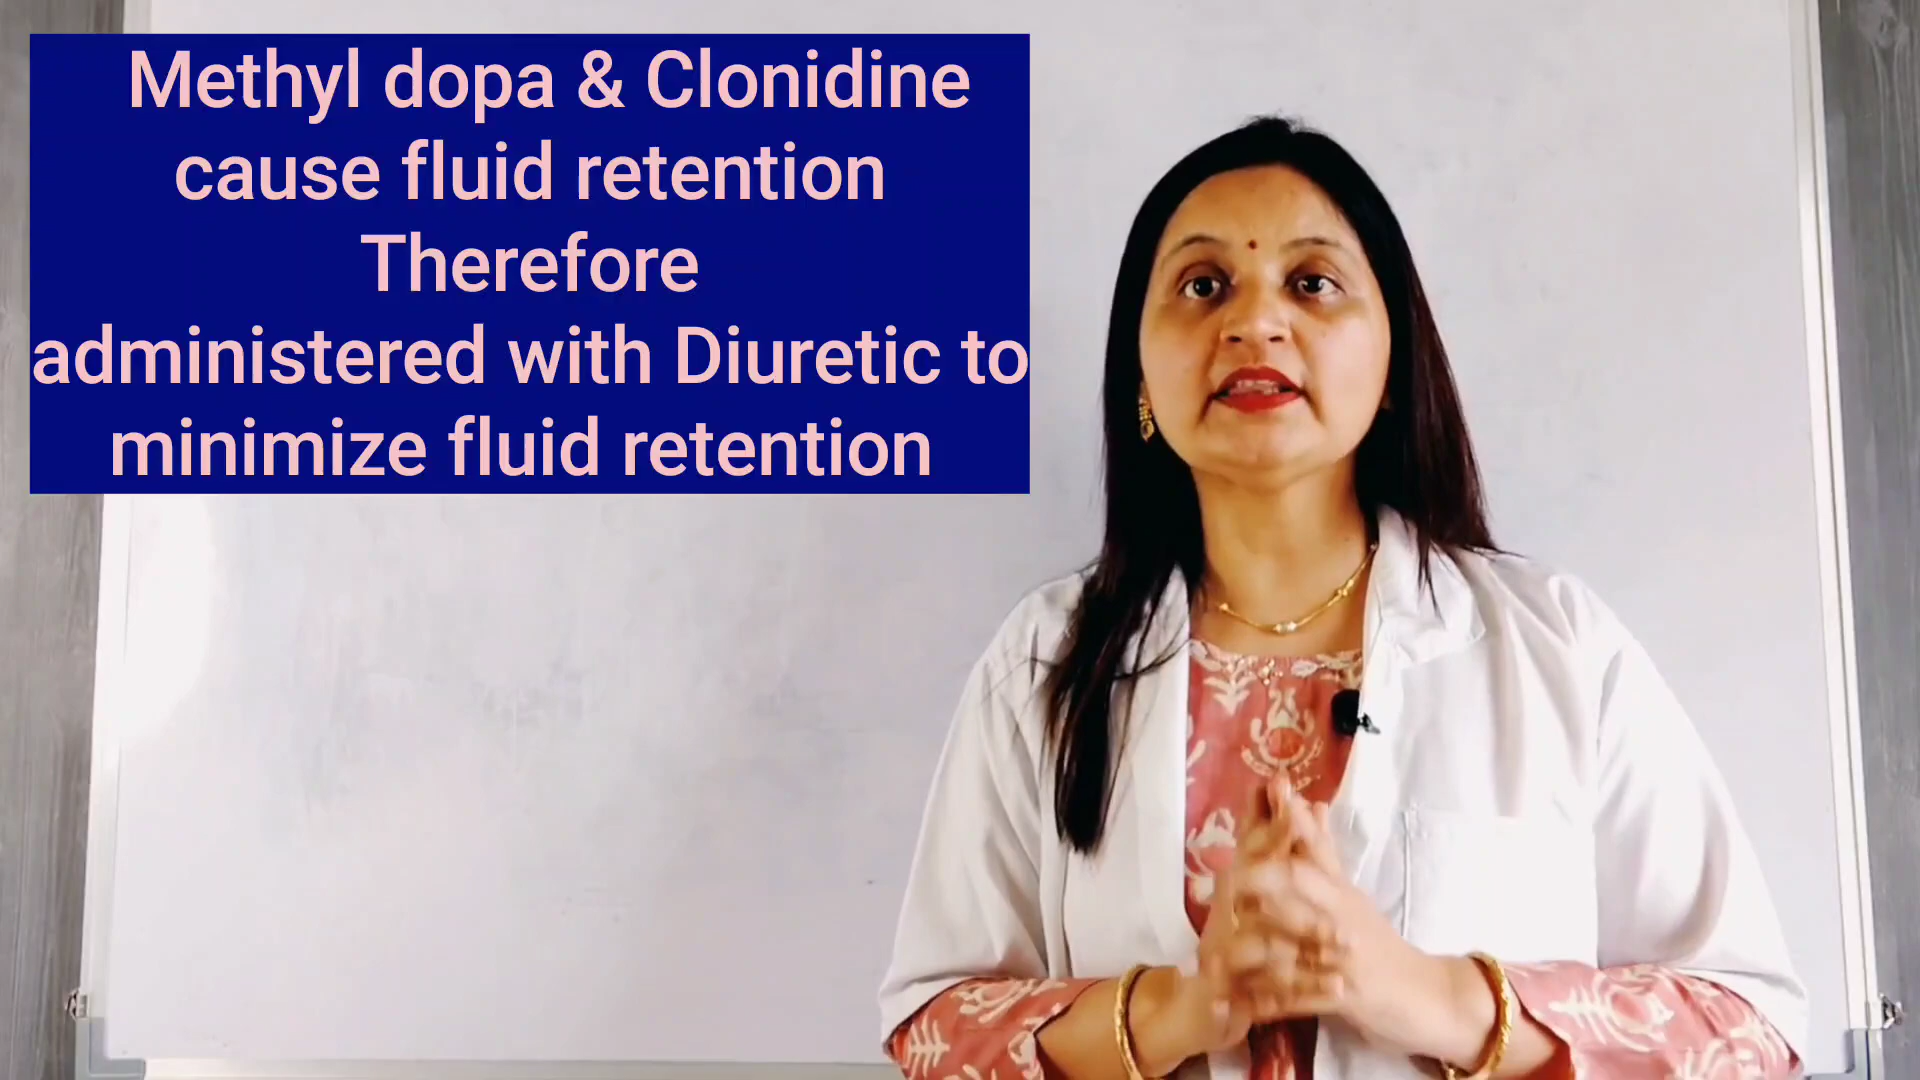 Methyl dopa & Clonidine
cause fluid retention
Therefore
administered with Diuretic to
minimize fluid retention